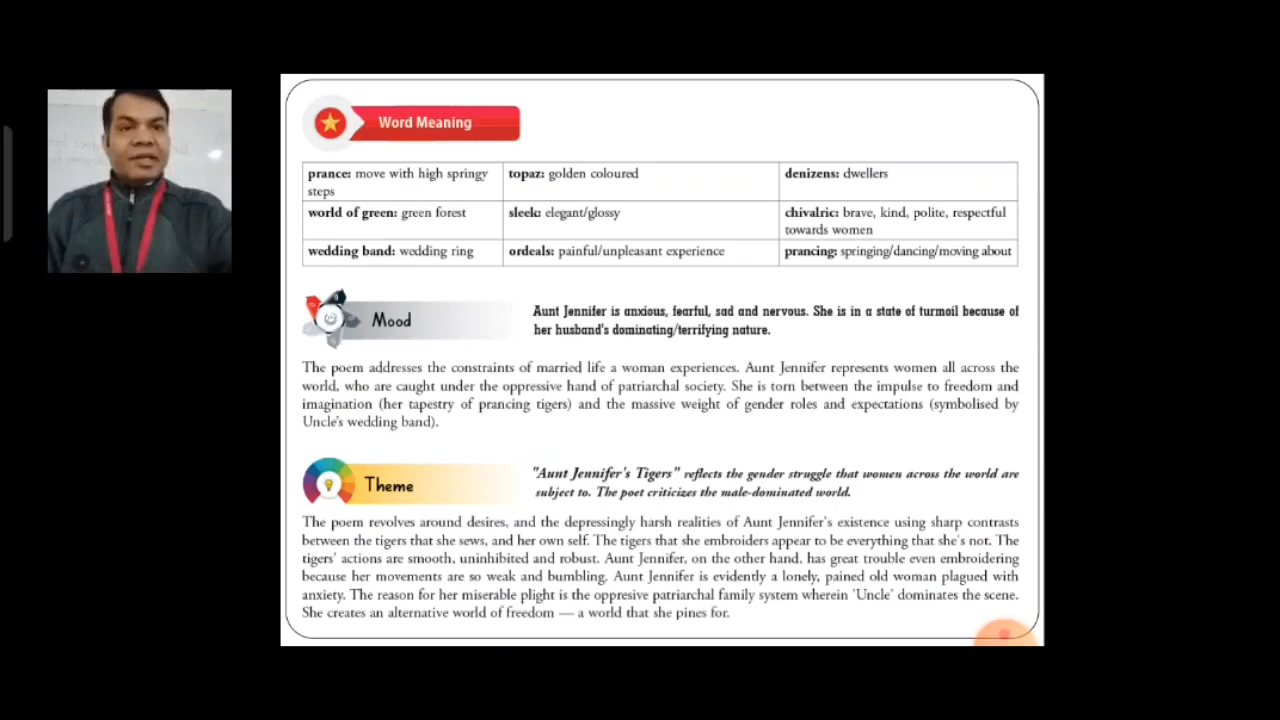 Word Meaning
prance: move with high springy
steps
topaz: golden coloured
denizens: dwellers
world of green: green forest
sleek: elegant/glossy
chivalric: brave, kind, polite, respectful
towards women
wedding band: wedding ring
ordeals: painful/unpleasant experience
prancing: springing/dancing/moving about
Mood
Aunt Jennifer is anxious, fearful, sad and nervous. She is in a state of turmoil because of
her husband's dominating/terrifying nature.
The poem addresses the constraints of married life a woman experiences. Aunt Jennifer represents women all across the
world, who are caught under the oppressive hand of patriarchal society. She is torn between the impulse to freedom and
imagination (her tapestry of prancing tigers) and the massive weight of gender roles and expectations (symbolised by
Uncle's wedding band).
Theme
"Aunt Jennifer's Tigers" reflects the gender struggle that women across the world are
subject to. The poet criticizes the male-dominated world.
The poem revolves around desires, and the depressingly harsh realities of Aunt Jennifer's existence using sharp contrasts
between the tigers that she sews, and her own self. The tigers that she embroiders appear to be everything that she's not. The
tigers' actions are smooth, uninhibited and robust. Aunt Jennifer, on the other hand, has great trouble even embroidering
because her movements are so weak and bumbling. Aunt Jennifer is evidently a lonely, pained old woman plagued with
anxiety. The reason for her miserable plight is the oppresive patriarchal family system wherein 'Uncle' dominates the scene.
She creates an alternative world of freedom — a world that she pines for.